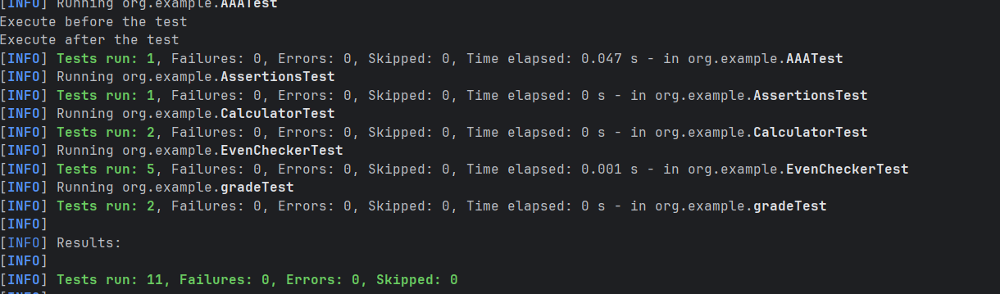 [INFO] Running org.example.AAATest
Execute before the test
Execute after the test
[INFO] Tests run: 1, Failures: 0, Errors: 0, Skipped: 0, Time elapsed: 0.047 s - in org.example.AAATest
[INFO] Running org.example.AssertionsTest
[INFO] Tests run: 1, Failures: 0, Errors: 0, Skipped: 0, Time elapsed: 0 s - in org.example.AssertionsTest
[INFO] Running org.example.CalculatorTest
[INFO] Tests run: 2, Failures: 0, Errors: 0, Skipped: 0, Time elapsed: 0 s - in org.example.CalculatorTest
[INFO] Running org.example.EvenCheckerTest
[INFO] Tests run: 5, Failures: 0, Errors: 0, Skipped: 0, Time elapsed: 0.001 s - in org.example.EvenCheckerTest
[INFO] Running org.example.gradeTest
[INFO] Tests run: 2, Failures: 0, Errors: 0, Skipped: 0, Time elapsed: 0 s - in org.example.gradeTest
[INFO]
[INFO] Results:
[INFO]
[INFO] Tests run: 11, Failures: 0, Errors: 0, Skipped: 0